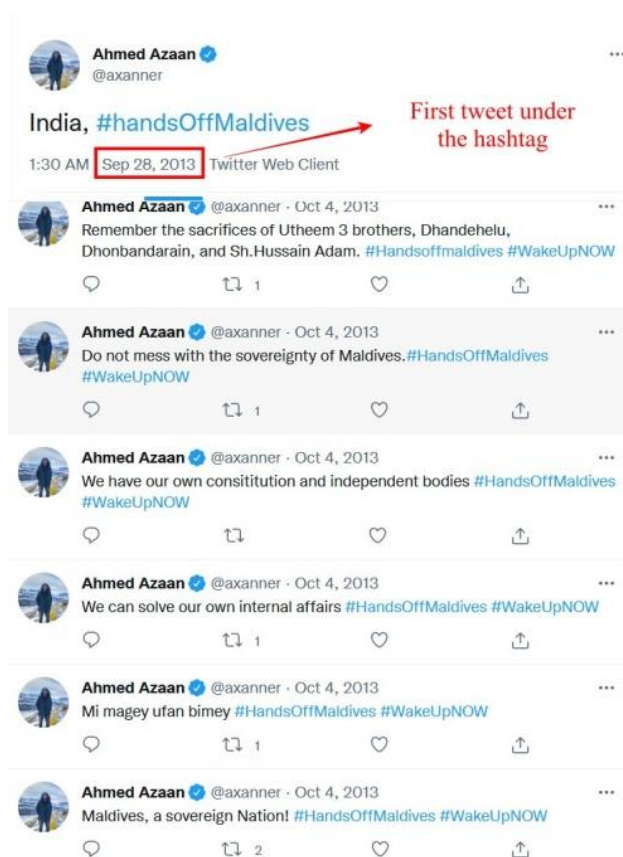 Ahmed Azaan
@axanner
India, #handsOffMaldives
First tweet under
the hashtag
1:30 AM Sep 28, 2013 Twitter Web Client
Ahmed Azaan @axanner · Oct 4, 2013
Remember the sacrifices of Utheem 3 brothers, Dhandehelu,
Dhonbandarain, and Sh.Hussain Adam. #Handsoffmaldives #WakeUpNOW
1
Ahmed Azaan @axanner · Oct 4, 2013
Do not mess with the sovereignty of Maldives.#HandsOffMaldives
#WakeUpNOW
1
Ahmed Azaan @axanner · Oct 4, 2013
We have our own consititution and independent bodies #HandsOffMaldives
#WakeUpNOW
Ahmed Azaan @axanner · Oct 4, 2013
We can solve our own internal affairs #HandsOffMaldives #WakeUpNOW
1
Ahmed Azaan @axanner · Oct 4, 2013
Mi magey ufan bimey #HandsOffMaldives #WakeUpNOW
1
Ahmed Azaan @axanner · Oct 4, 2013
Maldives, a sovereign Nation! #HandsOffMaldives #WakeUpNOW
2